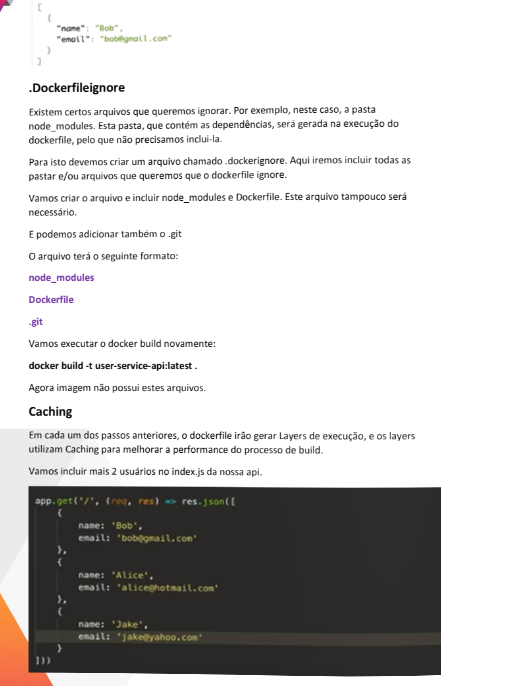 [
{
"name": "Bob",
"email": "bob@gmail.com"
}
]
.Dockerfileignore
Existem certos arquivos que queremos ignorar. Por exemplo, neste caso, a pasta
node_modules. Esta pasta, que contém as dependências, será gerada na execução do
dockerfile, pelo que não precisamos inclui-la.
Para isto devemos criar um arquivo chamado .dockerignore. Aqui iremos incluir todas as
pastar e/ou arquivos que queremos que o dockerfile ignore.
Vamos criar o arquivo e incluir node_modules e Dockerfile. Este arquivo tampouco será
necessário.
E podemos adicionar também o .git
O arquivo terá o seguinte formato:
node_modules
Dockerfile
.git
Vamos executar o docker build novamente:
docker build -t user-service-api:latest .
Agora imagem não possui estes arquivos.
Caching
Em cada um dos passos anteriores, o dockerfile irão gerar Layers de execução, e os layers
utilizam Caching para melhorar a performance do processo de build.
Vamos incluir mais 2 usuários no index.js da nossa api.
app.get('/', (req, res) => res.json([
{
name: 'Bob',
email: 'bob@gmail.com'
},
{
name: 'Alice',
email: 'alice@hotmail.com'
},
{
name: 'Jake',
email: 'jake@yahoo.com'
}
]))